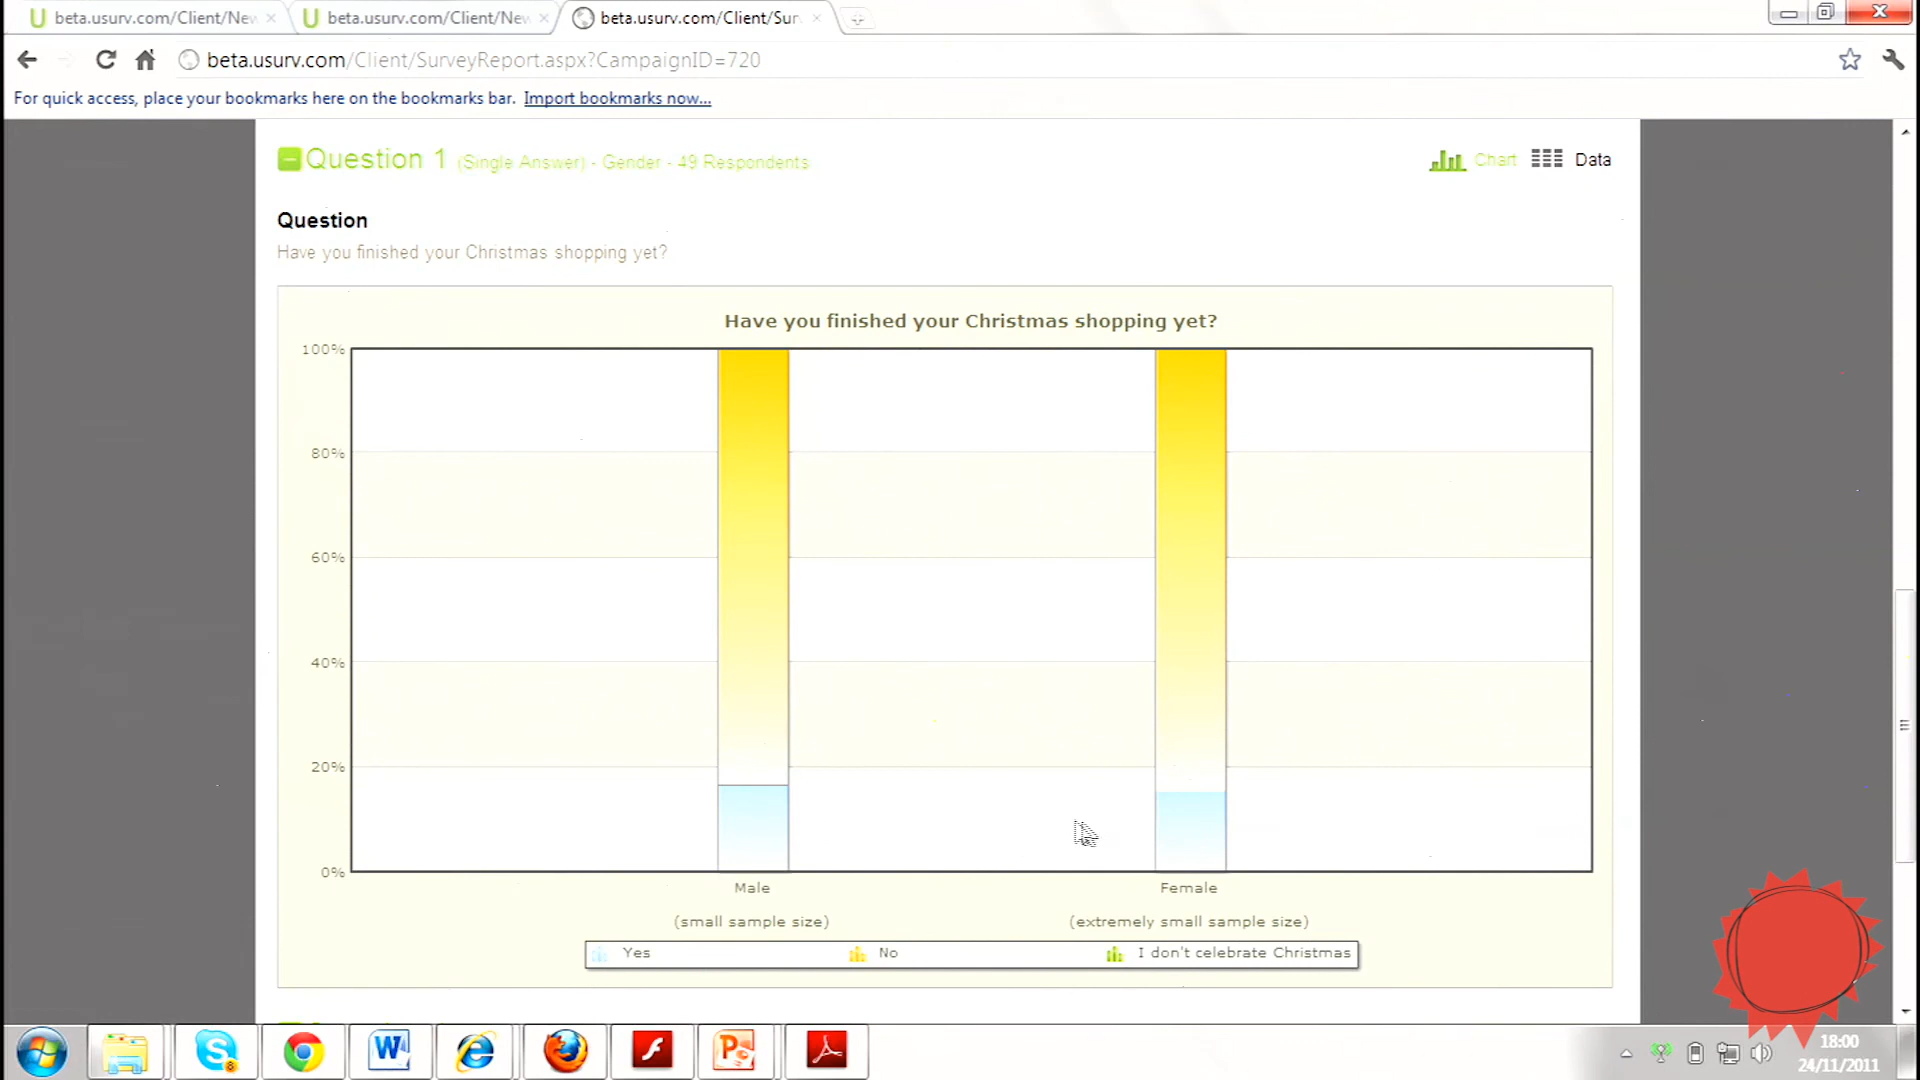 beta.usurv.com/Client/Nev
beta.usurv.com/Client/Nev
beta.usurv.com/Client/Sur
beta.usurv.com/Client/SurveyReport.aspx?CampaignID=720
For quick access, place your bookmarks here on the bookmarks bar. Import bookmarks now...
Question 1 (Single Answer) - Gender - 49 Respondents
Chart Data
Question
Have you finished your Christmas shopping yet?
Have you finished your Christmas shopping yet?
100%
80%
60%
40%
20%
0%
Male Female
(small sample size) (extremely small sample size)
Yes No I don't celebrate Christmas
18:00
24/11/2011